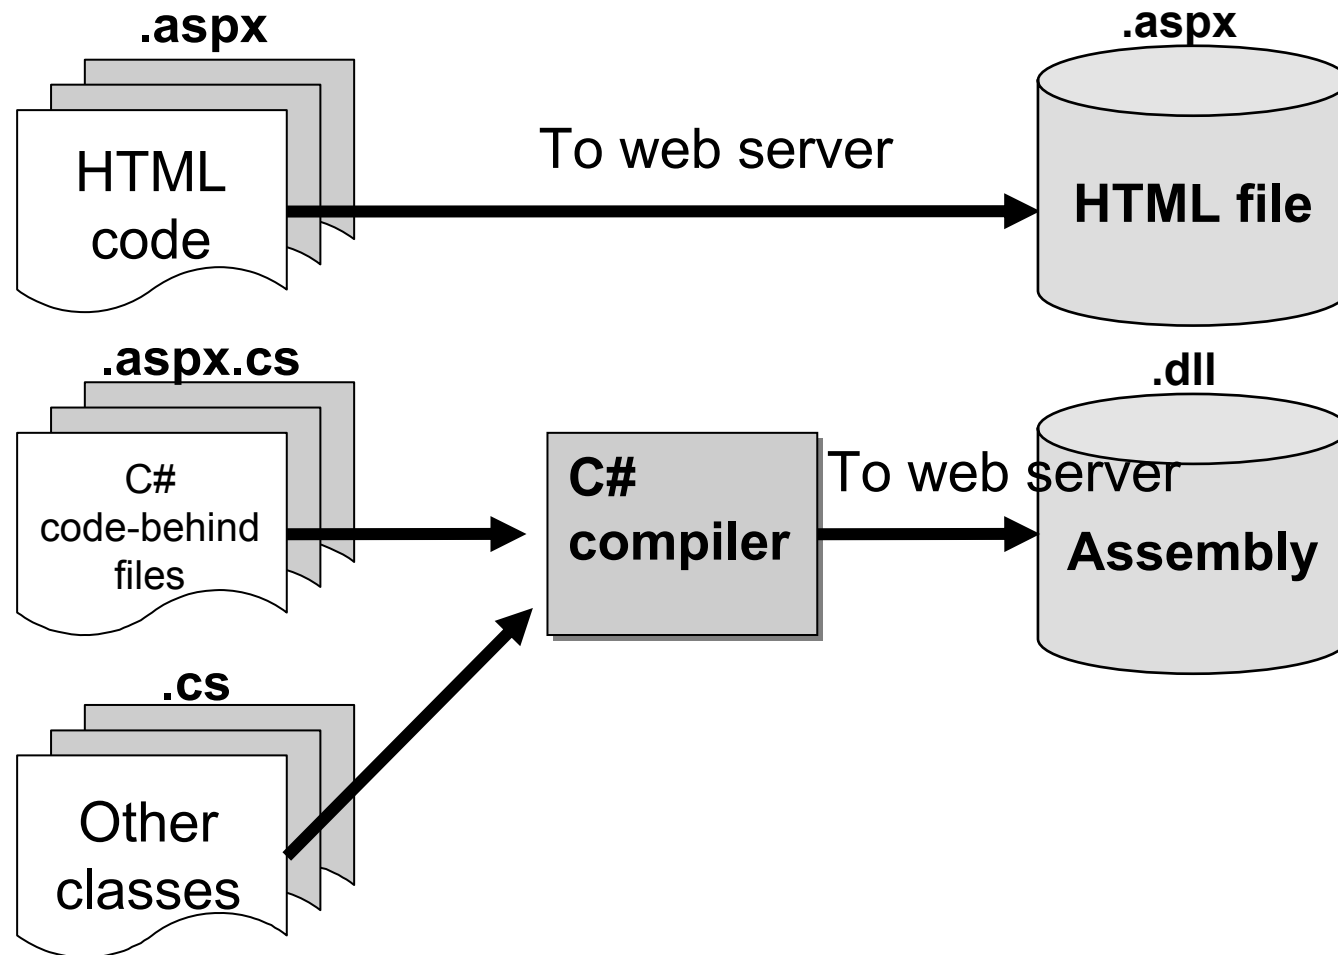 .aspx
.aspx
To web server
HTML
code
HTML file
.aspx.cs
.dll
C#
code-behind
files
C#
compiler
To web server
Assembly
.cs
Other
classes